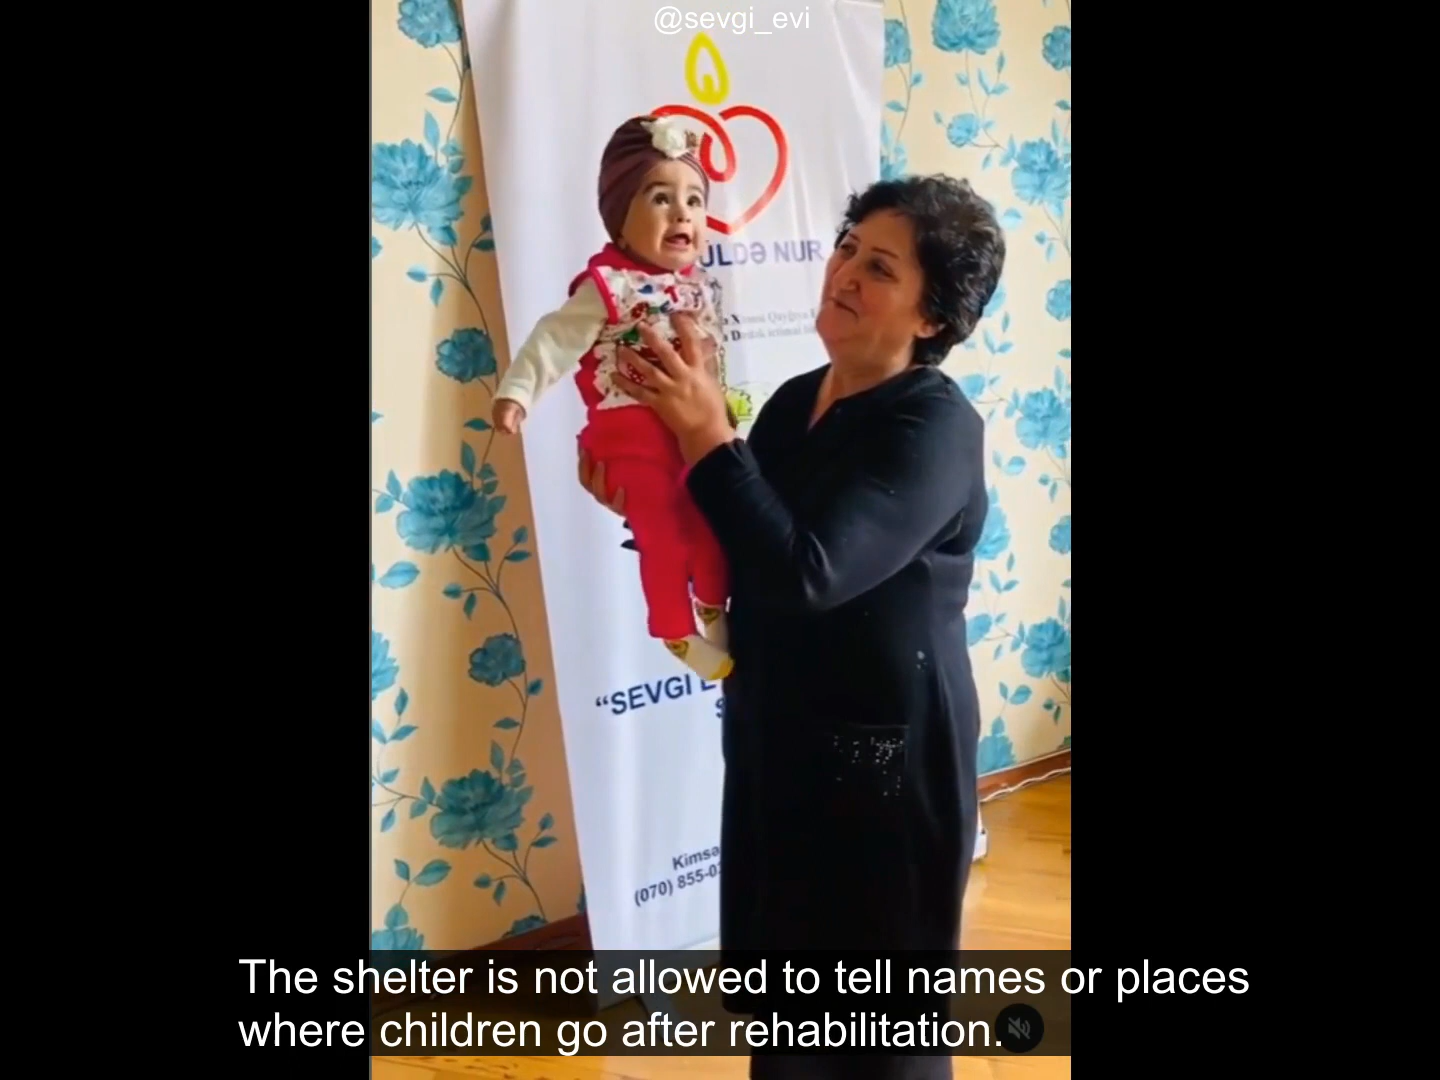 @sevgi_evi
ÜLDƏ NUR
“SEVGİ E
Kimsə
(070) 855-0
The shelter is not allowed to tell names or places
where children go after rehabilitation.